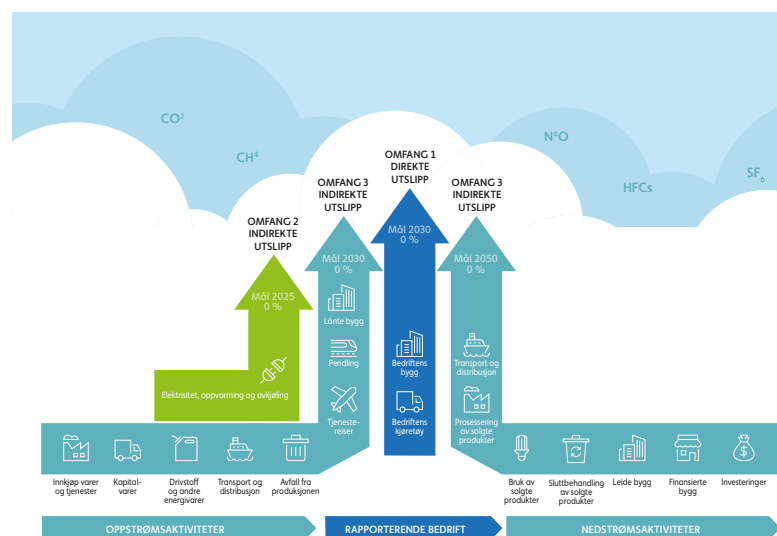 CO²
CH⁴
N⁴O
HFCs
SF₆
OMFANG 2
INDIREKTE
UTSLIPP
OMFANG 3
INDIREKTE
UTSLIPP
OMFANG 1
DIREKTE
UTSLIPP
OMFANG 3
INDIREKTE
UTSLIPP
Mål 2025
0 %
Mål 2030
0 %
Mål 2030
0 %
Mål 2050
0 %
Elektrisitet, oppvarming og avkjøling
Lånte bygg
Pendling
Tjeneste-
reiser
Bedriftens
bygg
Bedriftens
kjøretøy
Transport og
distribusjon
Prosessering
av solgte
produkter
Innkjøp varer
og tjenester
Kapital-
varer
Drivstoff
og andre
energivarer
Transport og
distribusjon
Avfall fra
produksjonen
Bruk av
solgte
produkter
Sluttbehandling
av solgte
produkter
Leide bygg
Finansierte
bygg
Investeringer
OPPSTRØMSAKTIVITETER
RAPPORTERENDE BEDRIFT
NEDSTRØMSAKTIVITETER